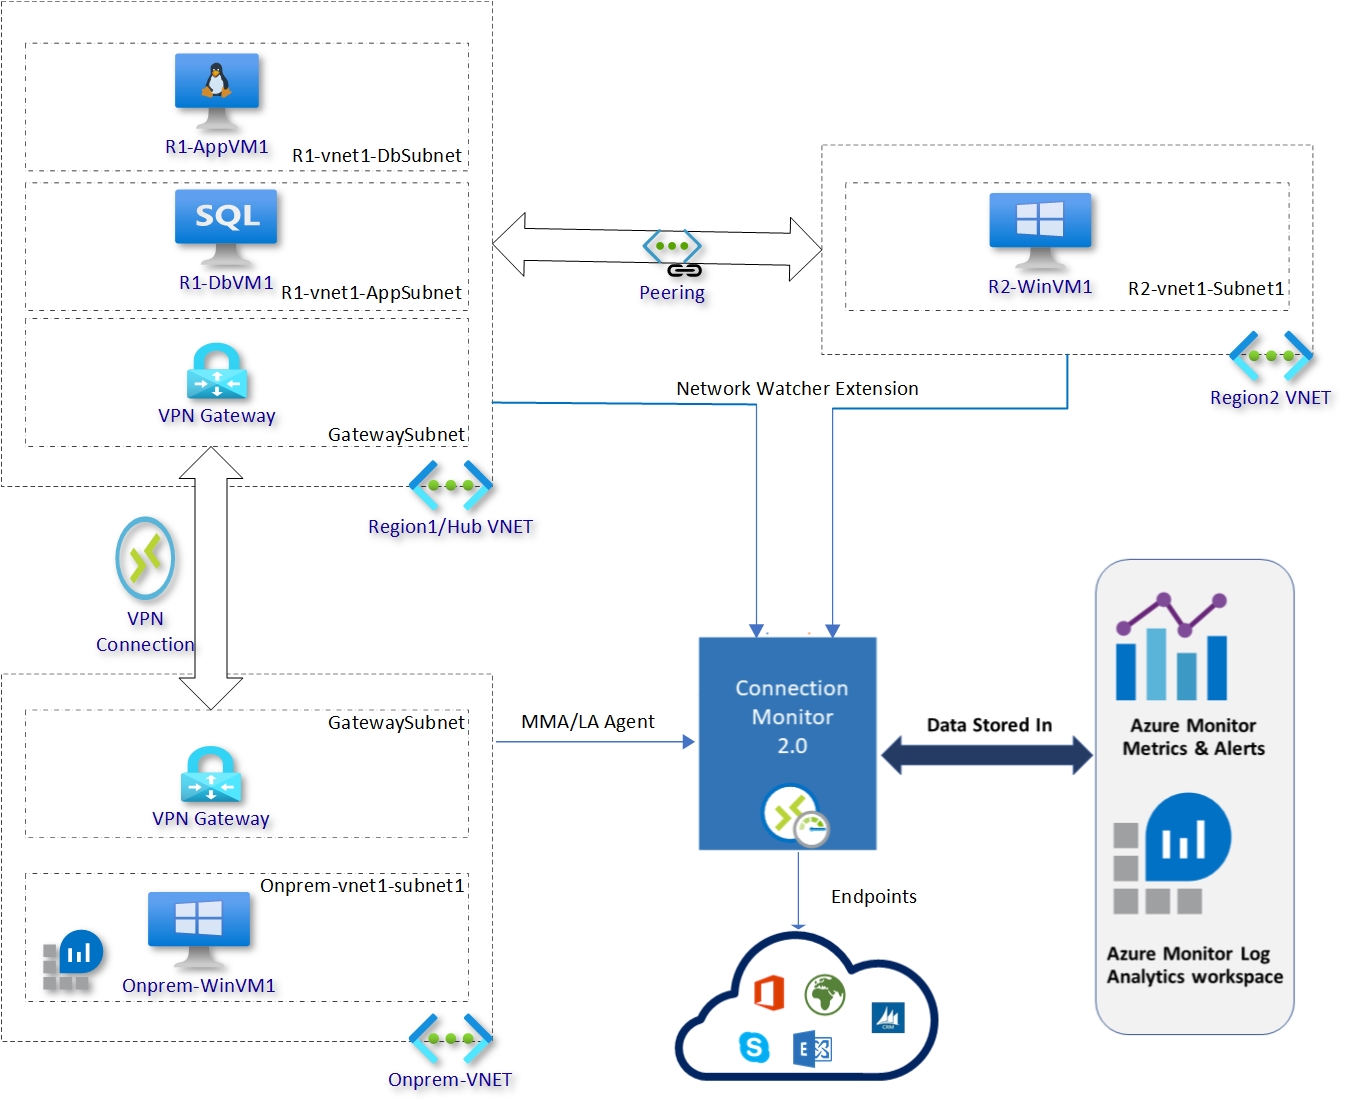 R1-AppVM1
R1-vnet1-DbSubnet
SQL
R1-DbVM1
R1-vnet1-AppSubnet
VPN Gateway
GatewaySubnet
Region1/Hub VNET
Peering
R2-WinVM1
R2-vnet1-Subnet1
Region2 VNET
Network Watcher Extension
VPN
Connection
GatewaySubnet
VPN Gateway
Onprem-vnet1-subnet1
Onprem-WinVM1
Onprem-VNET
MMA/LA Agent
Connection
Monitor
2.0
Data Stored In
Azure Monitor
Metrics & Alerts
Azure Monitor Log
Analytics workspace
Endpoints
CRM
S
E